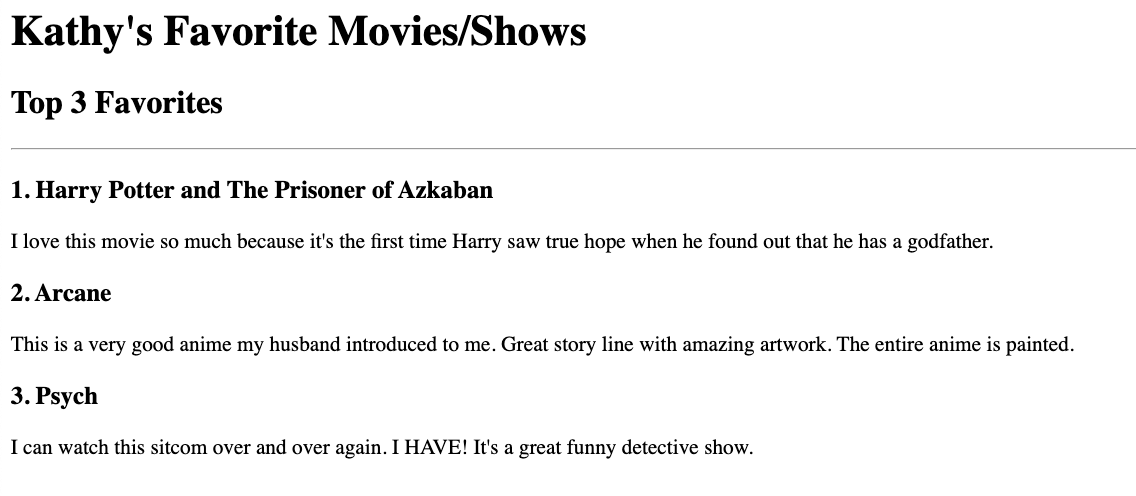 Kathy's Favorite Movies/Shows
Top 3 Favorites
1. Harry Potter and The Prisoner of Azkaban
I love this movie so much because it's the first time Harry saw true hope when he found out that he has a godfather.
2. Arcane
This is a very good anime my husband introduced to me. Great story line with amazing artwork. The entire anime is painted.
3. Psych
I can watch this sitcom over and over again. I HAVE! It's a great funny detective show.